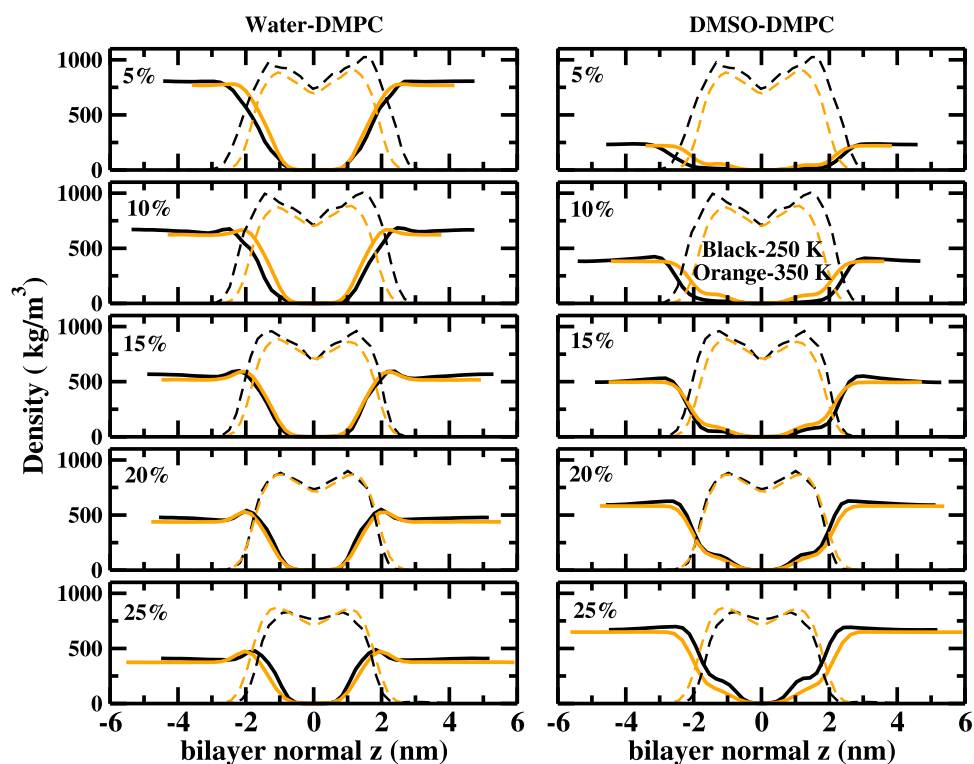 Water-DMPC
DMSO-DMPC
Density ( kg/m³
1000
500
0
5%
5%
1000
500
0
10%
10%
Black-250 K
Orange-350 K
1000
500
0
15%
15%
1000
500
0
20%
20%
1000
500
0
25%
25%
-6 -4 -2 0 2 4 6
-6 -4 -2 0 2 4 6
bilayer normal z (nm)
bilayer normal z (nm)